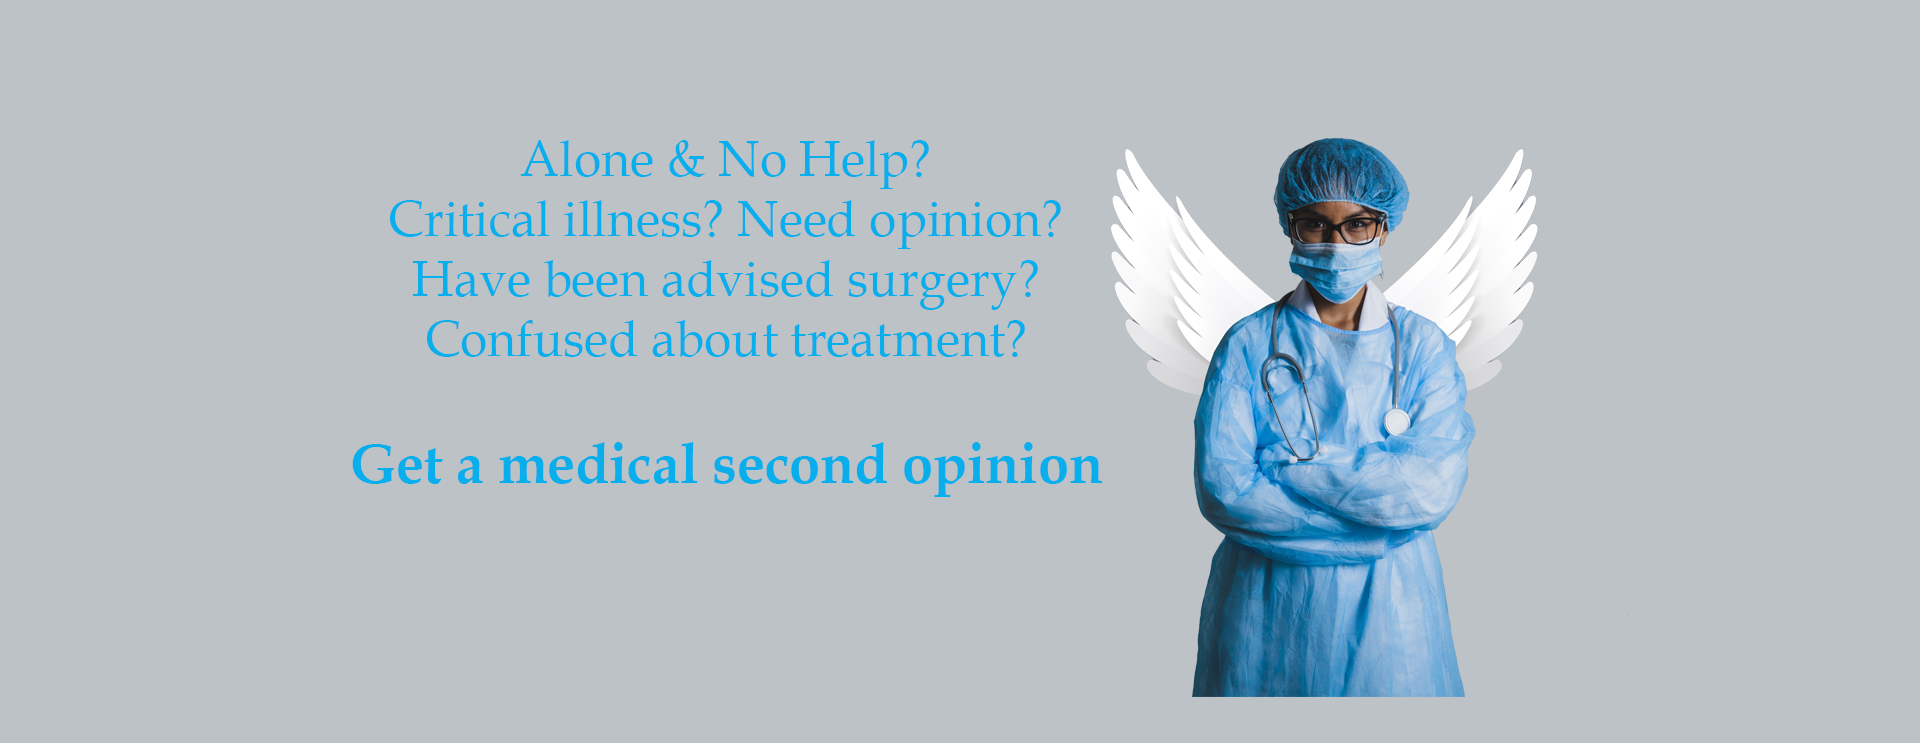 Alone & No Help?
Critical illness? Need opinion?
Have been advised surgery?
Confused about treatment?
Get a medical second opinion